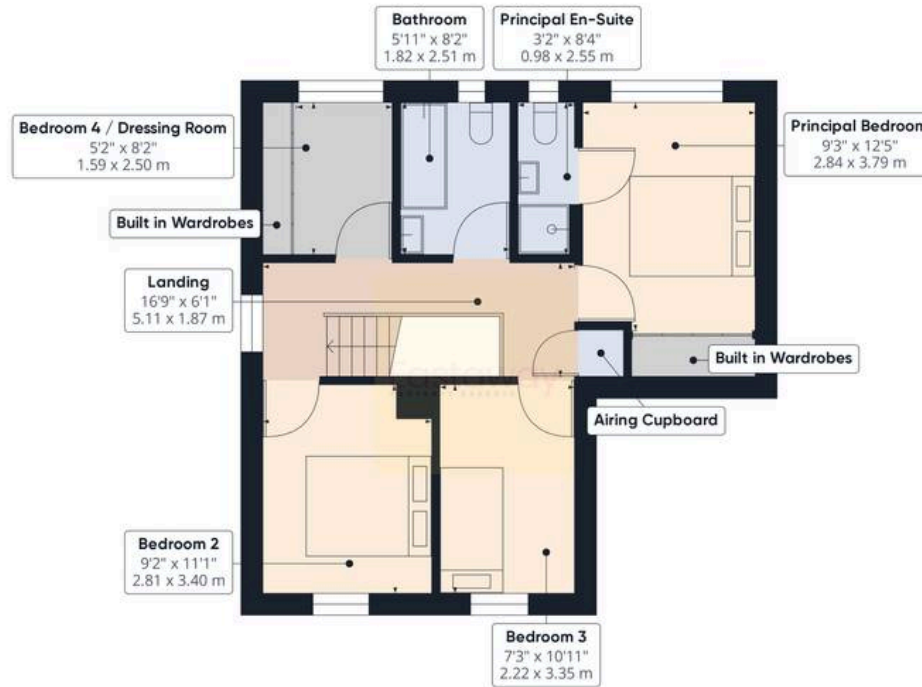 Bathroom
5'11" x 8'2"
1.82 x 2.51 m
Principal En-Suite
3'2" x 8'4"
0.98 x 2.55 m
Bedroom 4 / Dressing Room
5'2" x 8'2"
1.59 x 2.50 m
Principal Bedroom
9'3" x 12'5"
2.84 x 3.79 m
Built in Wardrobes
Landing
16'9" x 6'1"
5.11 x 1.87 m
Built in Wardrobes
Airing Cupboard
Bedroom 2
9'2" x 11'1"
2.81 x 3.40 m
Bedroom 3
7'3" x 10'11"
2.22 x 3.35 m